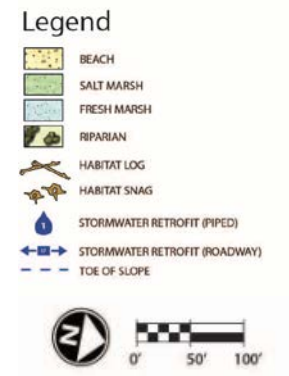 Legend
BEACH
SALT MARSH
FRESH MARSH
RIPARIAN
HABITAT LOG
HABITAT SNAG
1 STORMWATER RETROFIT (PIPED)
STORMWATER RETROFIT (ROADWAY)
TOE OF SLOPE
N
0' 50' 100'